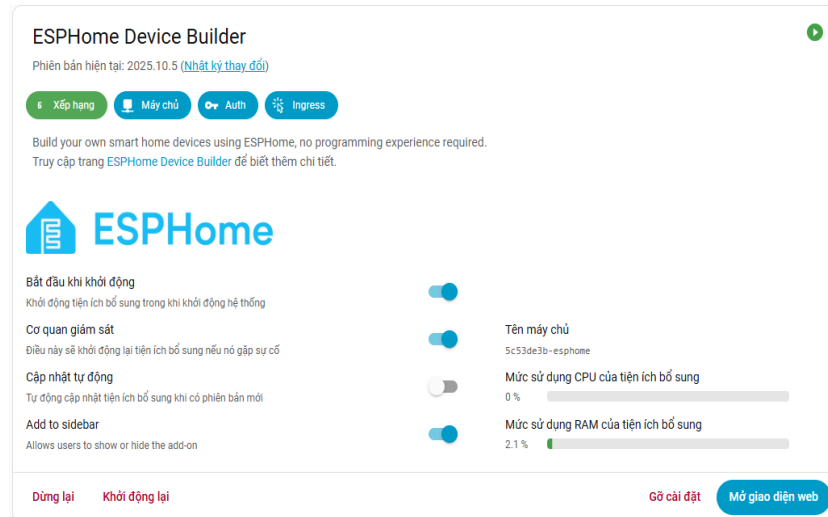 ESPHome Device Builder
Phiên bản hiện tại: 2025.10.5 (Nhật ký thay đổi)
6 Xếp hạng Máy chủ Auth Ingress
Build your own smart home devices using ESPHome, no programming experience required.
Truy cập trang ESPHome Device Builder để biết thêm chi tiết.
ESPHome
Bắt đầu khi khởi động
Khởi động tiện ích bổ sung trong khi khởi động hệ thống
Cơ quan giám sát
Điều này sẽ khởi động lại tiện ích bổ sung nếu nó gặp sự cố
Cập nhật tự động
Tự động cập nhật tiện ích bổ sung khi có phiên bản mới
Add to sidebar
Allows users to show or hide the add-on
Tên máy chủ
5c53de3b-esphome
Mức sử dụng CPU của tiện ích bổ sung
0 %
Mức sử dụng RAM của tiện ích bổ sung
2.1 %
Dừng lại Khởi động lại Gỡ cài đặt Mở giao diện web